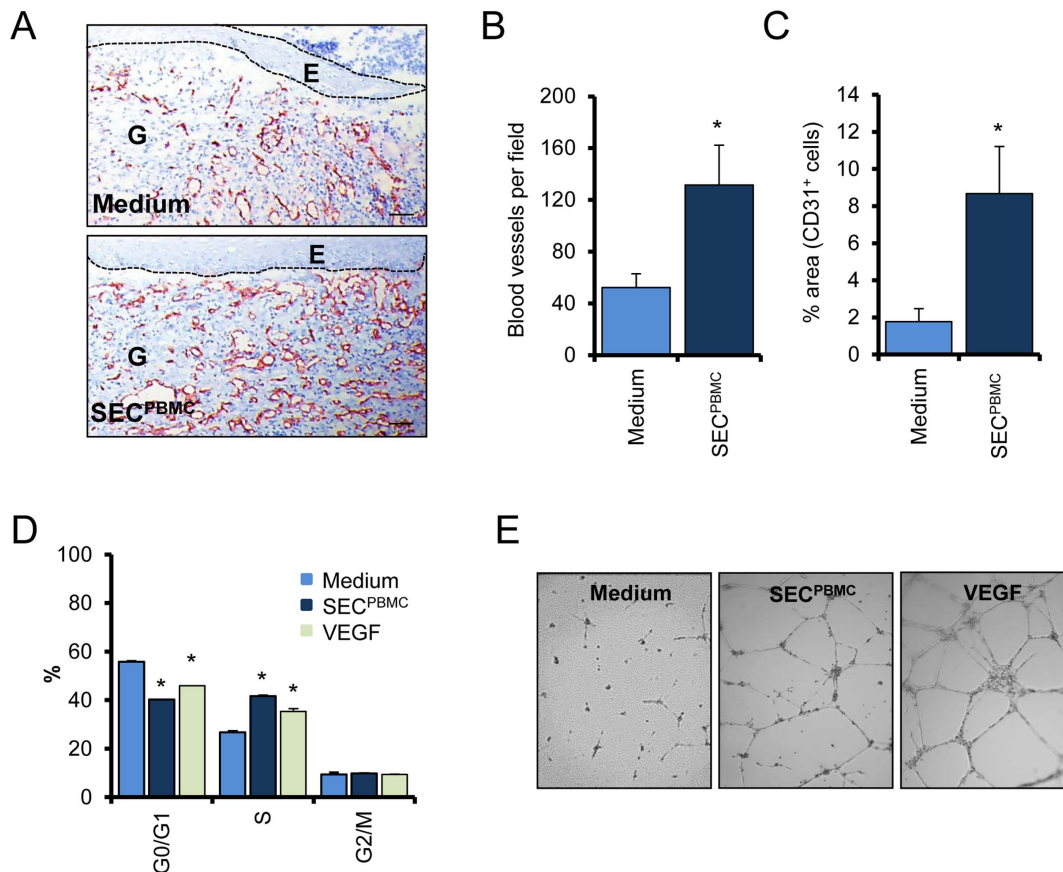 A
E
G
Medium
E
G
SECPBMC
B
Blood vessels per field
200
160
120
80
40
0
*
Medium
SECPBMC
C
% area (CD31+ cells)
14
12
10
8
6
4
2
0
*
Medium
SECPBMC
D
%
100
80
60
40
20
0
Medium
SECPBMC
VEGF
* * * *
G0/G1
S
G2/M
E
Medium
SECPBMC
VEGF